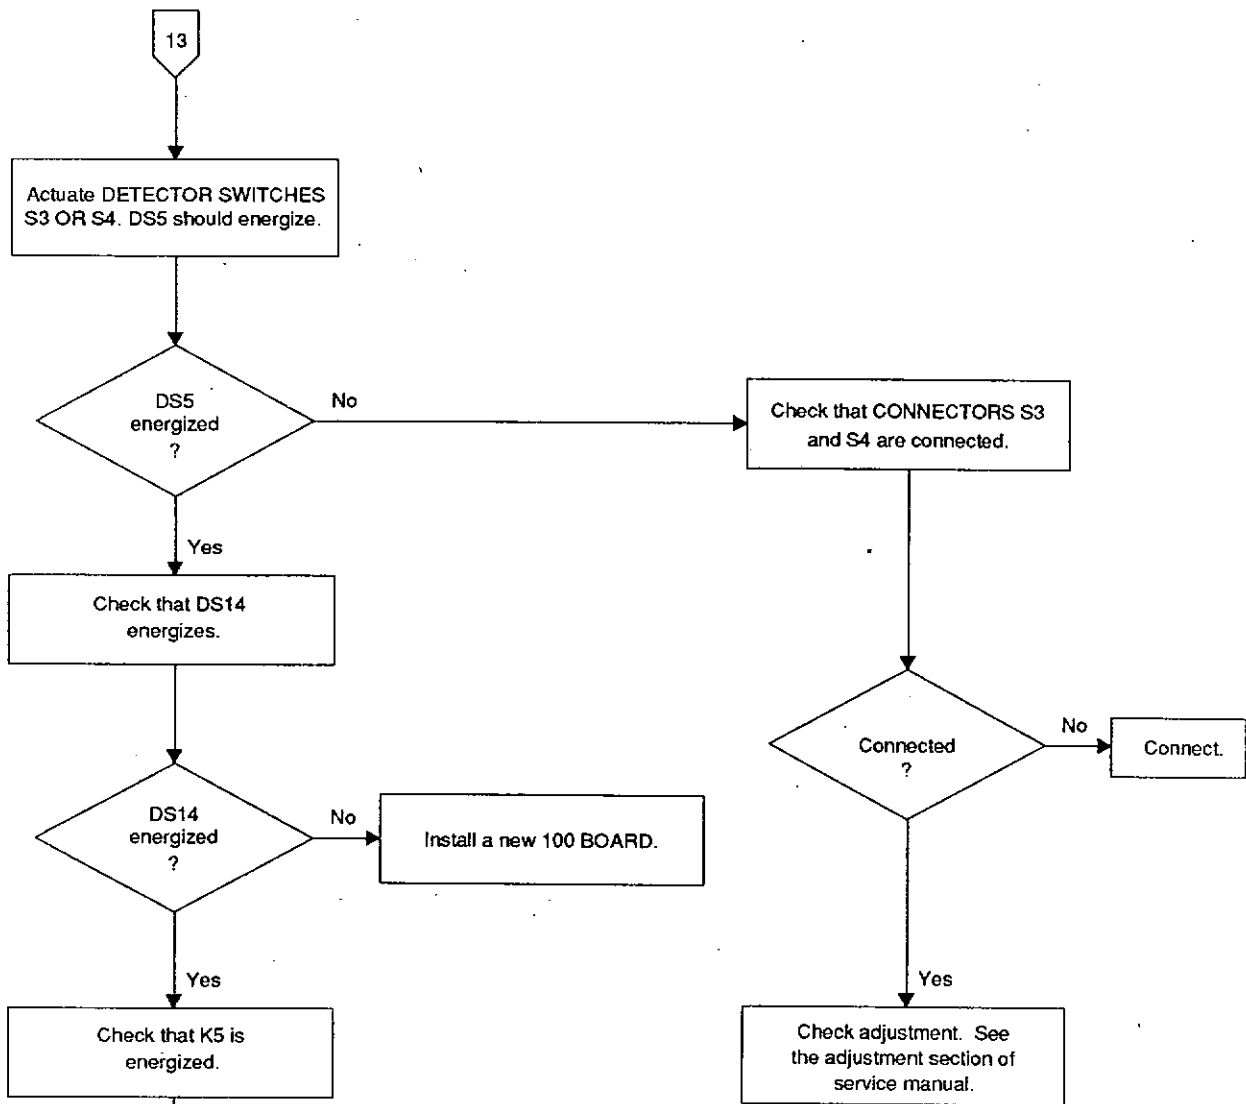 13
Actuate DETECTOR SWITCHES
S3 OR S4. DS5 should energize.
DS5
energized
?
No
Check that CONNECTORS S3
and S4 are connected.
Yes
Check that DS14
energizes.
Connected
?
No
Connect.
DS14
energized
?
No
Install a new 100 BOARD.
Yes
Yes
Check that K5 is
energized.
Check adjustment. See
the adjustment section of
service manual.